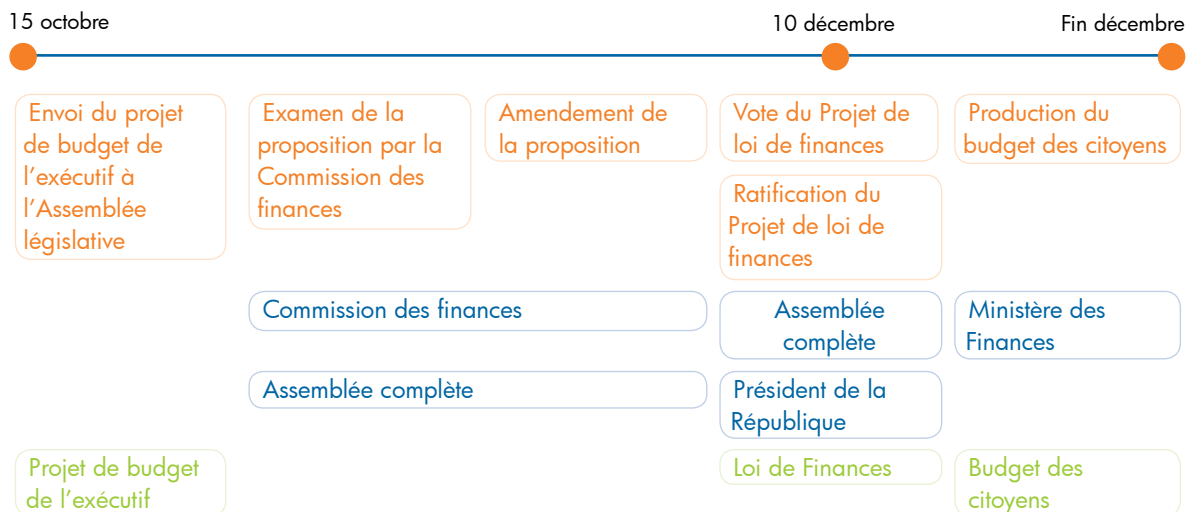 15 octobre
10 décembre
Fin décembre
Envoi du projet
de budget de
l'exécutif à
l'Assemblée
législative
Examen de la
proposition par la
Commission des
finances
Amendement de
la proposition
Vote du Projet de
loi de finances
Ratification du
Projet de loi de
finances
Production du
budget des citoyens
Commission des finances
Assemblée
complète
Ministère des
Finances
Assemblée complète
Président de la
République
Projet de budget
de l'exécutif
Loi de Finances
Budget des
citoyens